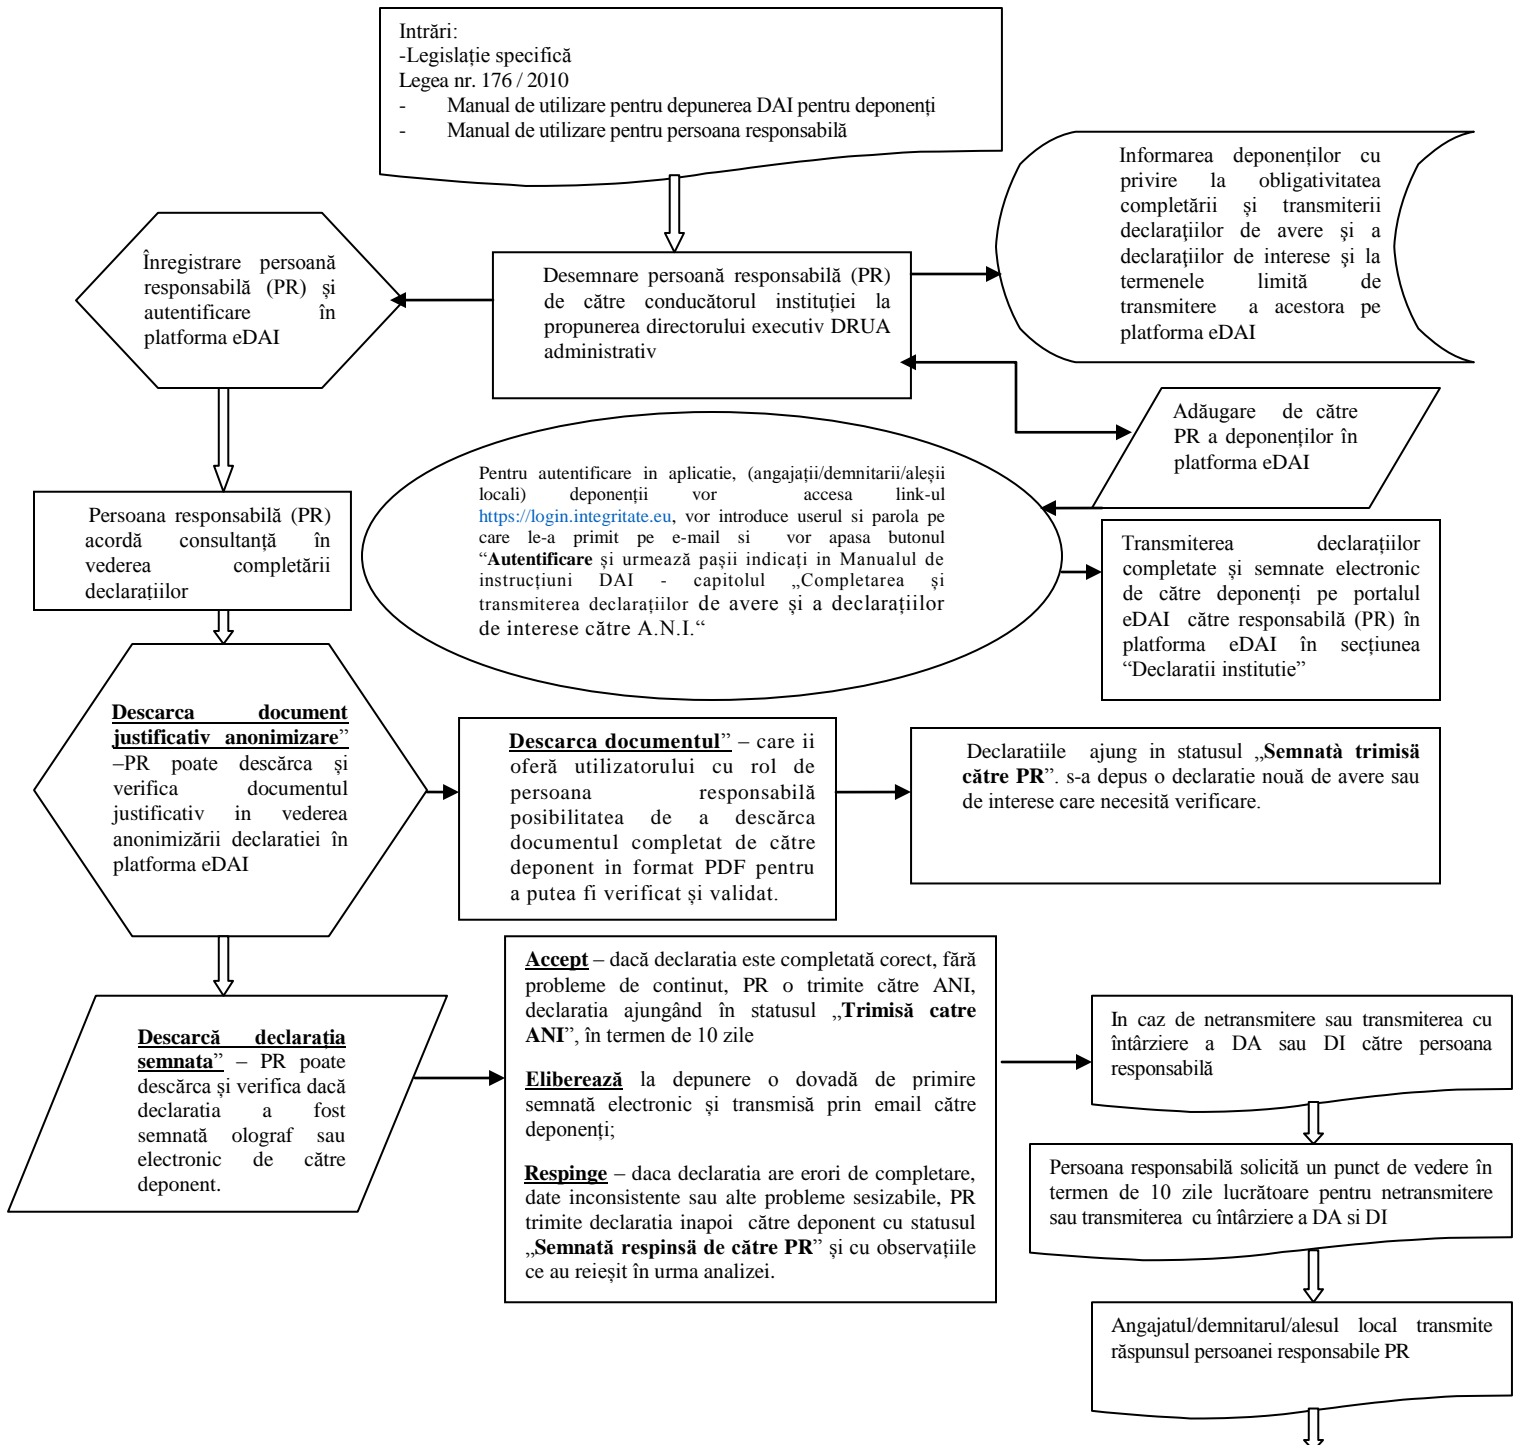 Intrări:
-Legislație specifică
Legea nr. 176 / 2010
- Manual de utilizare pentru depunerea DAI pentru deponenți
- Manual de utilizare pentru persoana responsabilă
Informarea deponenților cu
privire la obligativitatea
completării și transmiterii
declarațiilor de avere și a
declarațiilor de interese și la
termenele limită de
transmitere a acestora pe
platforma eDAI
Înregistrare persoană
responsabilă (PR) și
autentificare în
platforma eDAI
Desemnare persoană responsabilă (PR)
de către conducătorul instituției la
propunerea directorului executiv DRUA
administrativ
Adăugare de către
PR a deponenților în
platforma eDAI
Pentru autentificare in aplicatie, (angajații/demnitarii/aleșii
locali) deponenții vor accesa link-ul
https://login.integritate.eu, vor introduce userul si parola pe
care le-a primit pe e-mail si vor apasa butonul
“Autentificare și urmează pașii indicați in Manualul de
instrucțiuni DAI - capitolul „Completarea și
transmiterea declarațiilor de avere și a declarațiilor
de interese către A.N.I.“
Persoana responsabilă (PR)
acordă consultanță în
vederea completării
declarațiilor
Transmiterea declarațiilor
completate și semnate electronic
de către deponenți pe portalul
eDAI către responsabilă (PR) în
platforma eDAI în secțiunea
“Declaratii institutie”
Descarca document
justificativ anonimizare”
–PR poate descărca și
verifica documentul
justificativ in vederea
anonimizării declaratiei în
platforma eDAI
Descarca documentul” – care ii
oferă utilizatorului cu rol de
persoana responsabilă
posibilitatea de a descărca
documentul completat de către
deponent in format PDF pentru
a putea fi verificat și validat.
Declaratiile ajung in statusul „Semnatà trimisä
către PR”. s-a depus o declaratie nouă de avere sau
de interese care necesită verificare.
Descarcă declarația
semnata” – PR poate
descărca și verifica dacă
declaratia a fost
semnată olograf sau
electronic de către
deponent.
Accept – dacă declaratia este completată corect, fără
probleme de continut, PR o trimite către ANI,
declaratia ajungând în statusul „Trimisă catre
ANI”, în termen de 10 zile
Eliberează la depunere o dovadă de primire
semnată electronic și transmisă prin email către
deponenți;
Respinge – daca declaratia are erori de completare,
date inconsistente sau alte probleme sesizabile, PR
trimite declaratia inapoi către deponent cu statusul
„Semnată respinsă de către PR” și cu observațiile
ce au reieșit în urma analizei.
In caz de netransmitere sau transmiterea cu
întârziere a DA sau DI către persoana
responsabilă
Persoana responsabilă solicită un punct de vedere în
termen de 10 zile lucrătoare pentru netransmitere
sau transmiterea cu întârziere a DA si DI
Angajatul/demnitarul/alesul local transmite
răspunsul persoanei responsabile PR